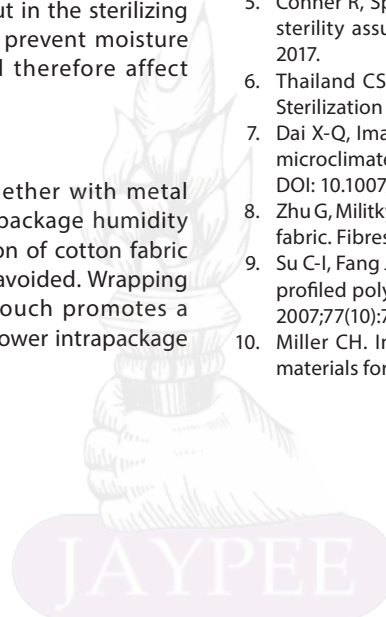 ut in the sterilizing
prevent moisture
therefore affect
ether with metal
package humidity
on of cotton fabric
avoided. Wrapping
ouch promotes a
ower intrapackage
5. Conner R, Sp
sterility assu
2017.
6. Thailand CS
Sterilization
7. Dai X-Q, Ima
microclimate
DOI: 10.1007
8. Zhu G, Militk
fabric. Fibres
9. Su C-I, Fang
profiled poly
2007;77(10):7
10. Miller CH. In
materials for
JAYPEE